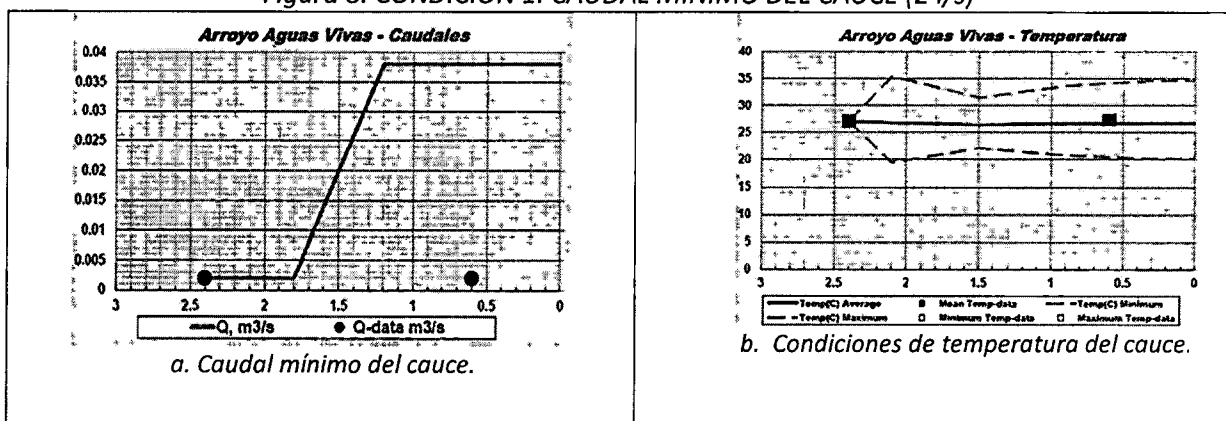 Figura 8. CONDICIÓN 1: CAUDAL MÍNIMO DEL CAUCE (2 l/s)
Arroyo Aguas Vivas - Caudales
0.04
0.035
0.03
0.025
0.02
0.015
0.01
0.005
0
3 2.5 2 1.5 1 0.5 0
Q, m3/s Q-data m3/s
a. Caudal mínimo del cauce.
Arroyo Aguas Vivas - Temperatura
40
35
30
25
20
15
10
5
0
3 2.5 2 1.5 1 0.5 0
Temp(C) Average Mean Temp-data Temp(C) Minimum
Temp(C) Maximum Minimum Temp-data Maximum Temp-data
b. Condiciones de temperatura del cauce.